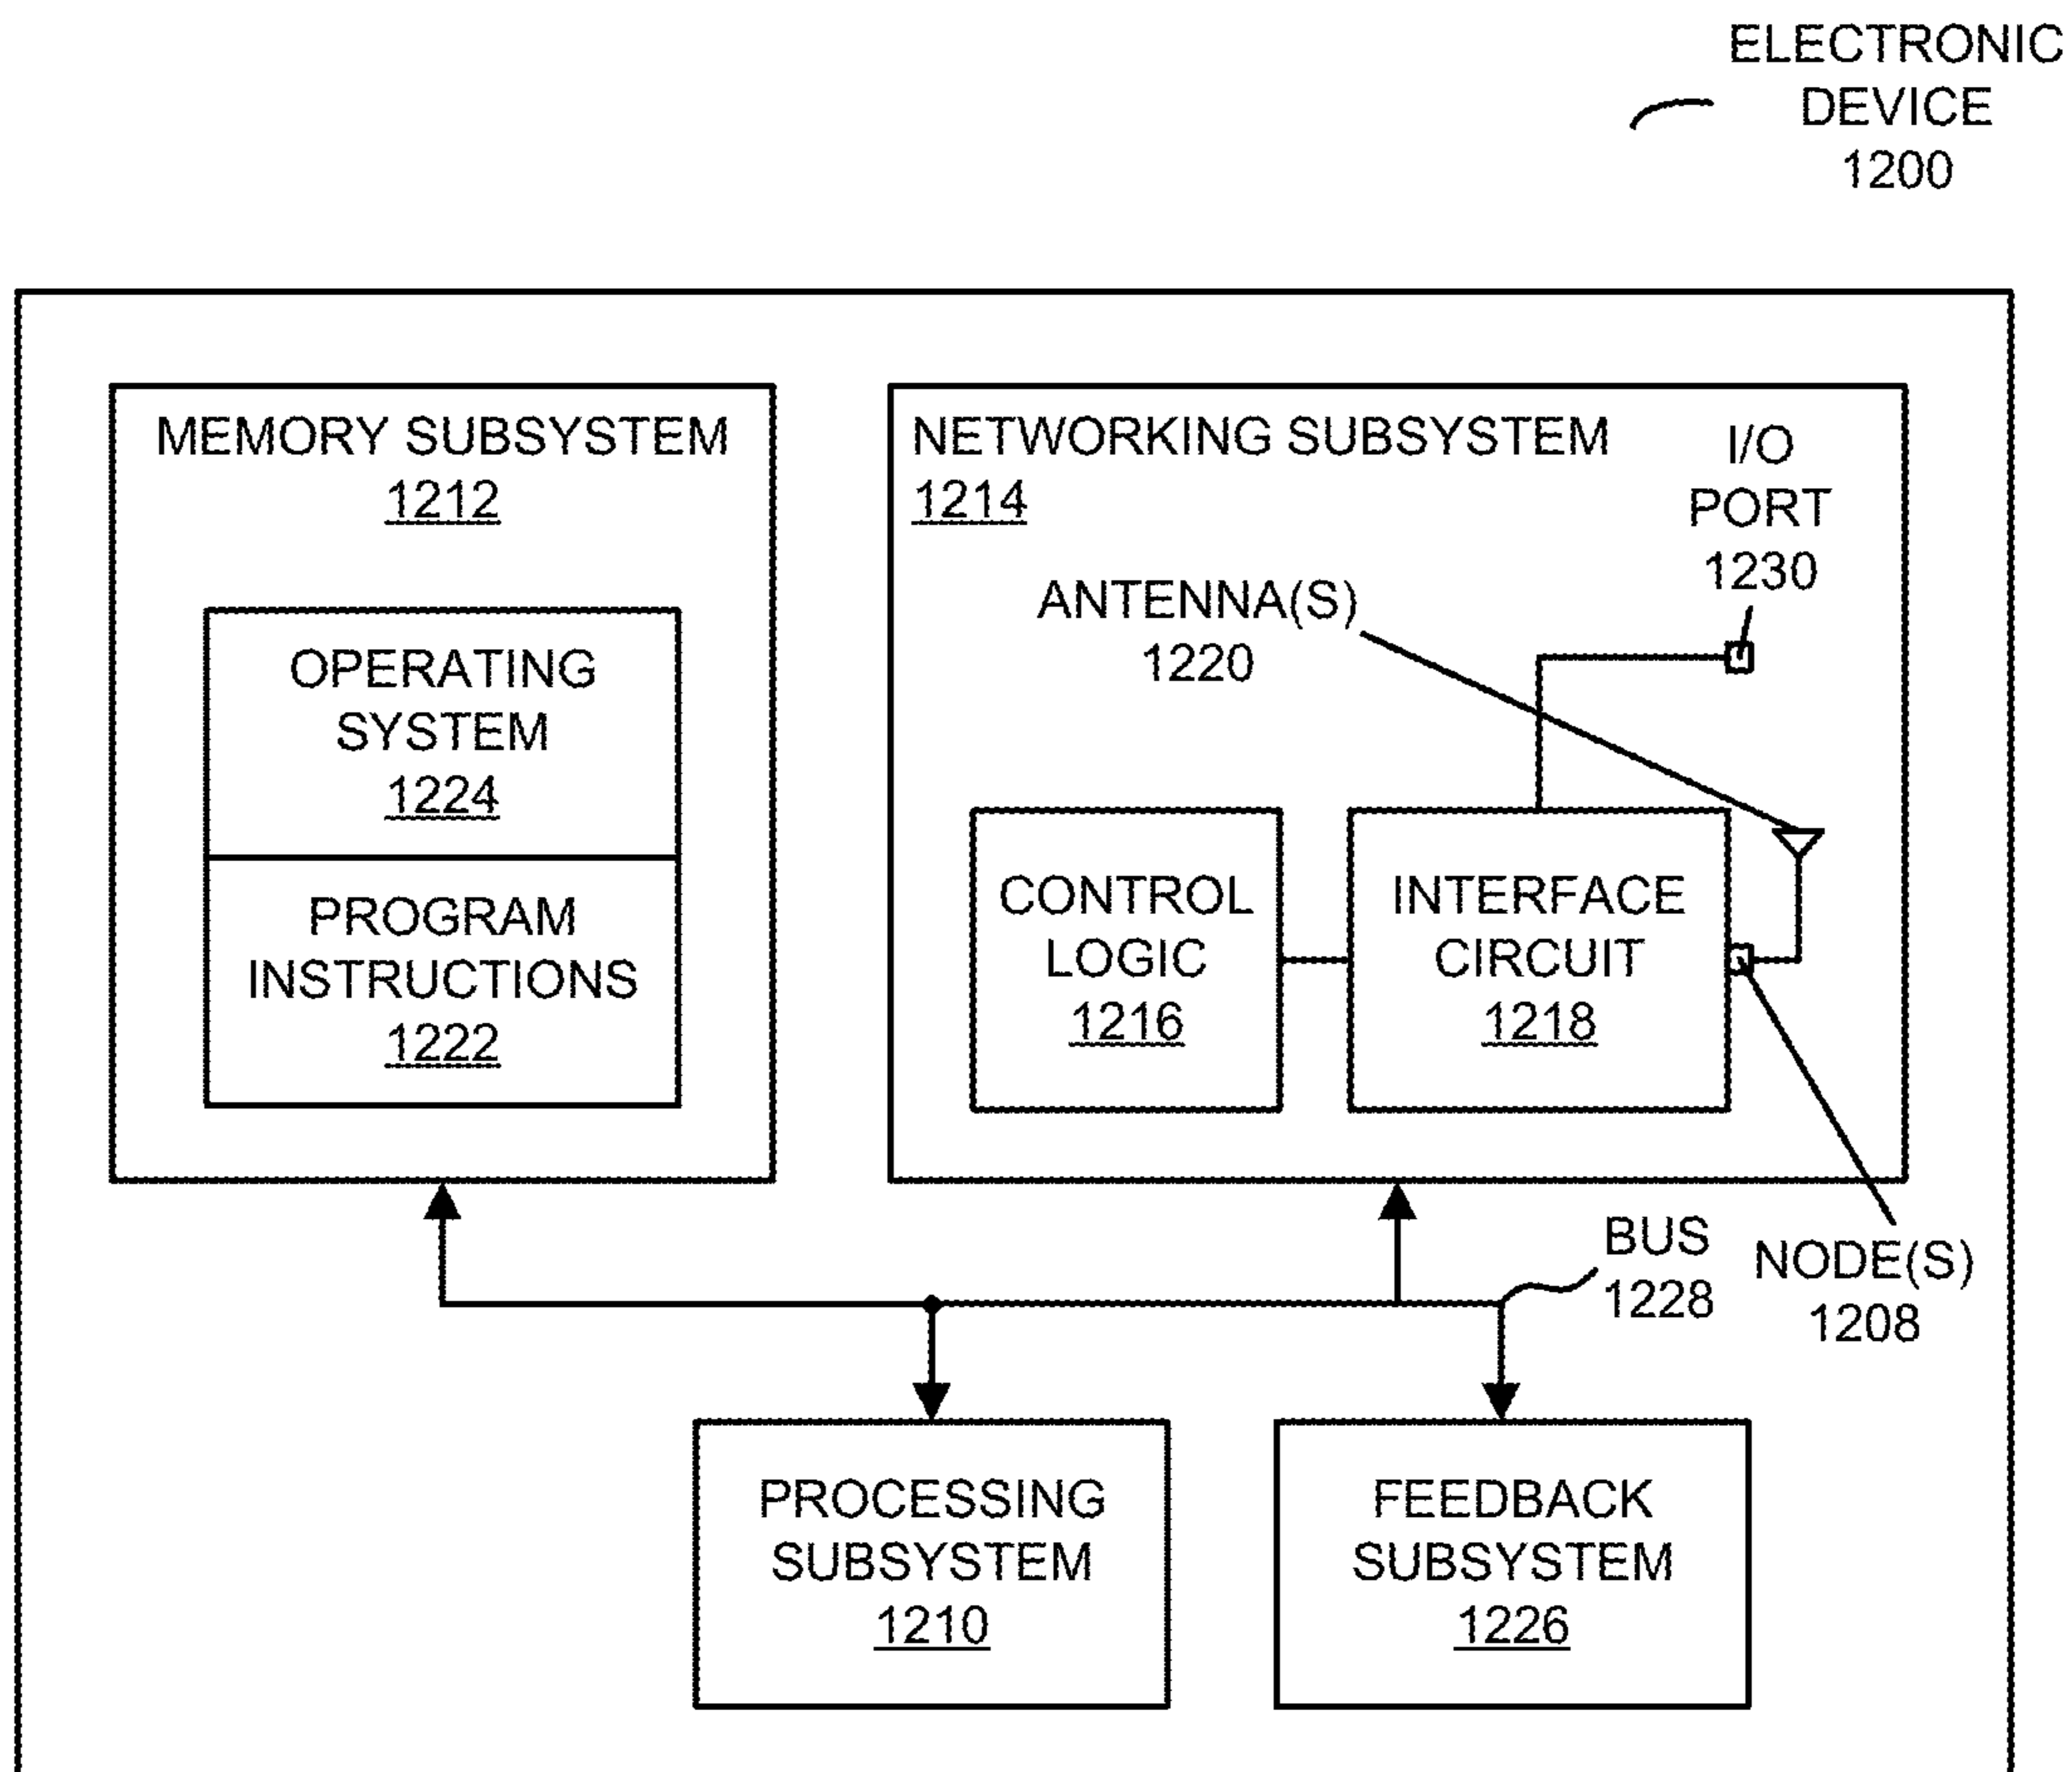 ELECTRONIC
DEVICE
1200
MEMORY SUBSYSTEM
1212
OPERATING
SYSTEM
1224
PROGRAM
INSTRUCTIONS
1222
NETWORKING SUBSYSTEM
1214
I/O
PORT
1230
ANTENNA(S)
1220
CONTROL
LOGIC
1216
INTERFACE
CIRCUIT
1218
BUS
1228
NODE(S)
1208
PROCESSING
SUBSYSTEM
1210
FEEDBACK
SUBSYSTEM
1226